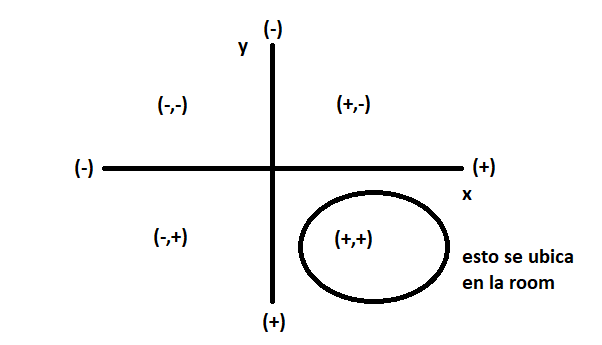 (-)
y
(-,-)
(+,-)
(-)
(+)
x
(-,+)
(+,+)
esto se ubica
en la room
(+)